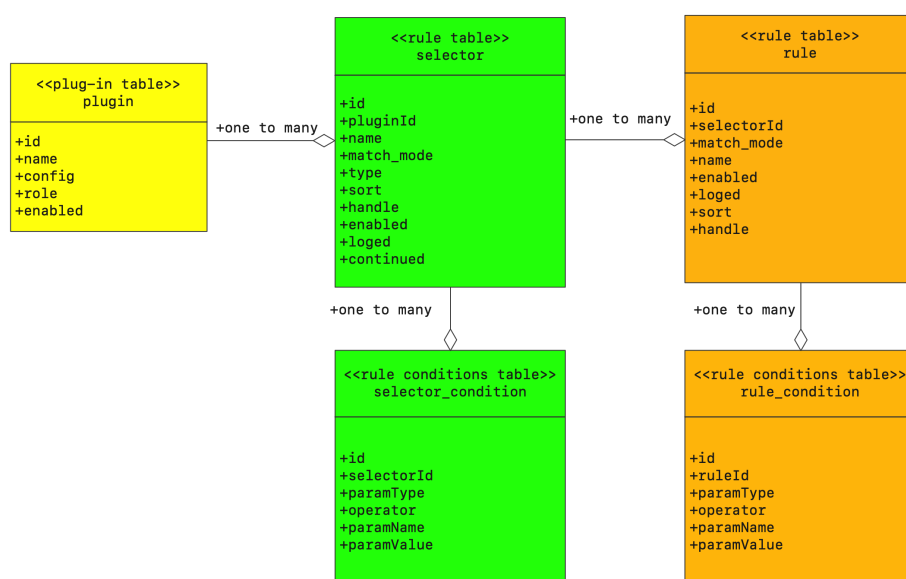 <<plug-in table>>
plugin
+id
+name
+config
+role
+enabled
+one to many
<<rule table>>
selector
+id
+pluginId
+name
+match_mode
+type
+sort
+handle
+enabled
+loged
+continued
+one to many
<<rule table>>
rule
+id
+selectorId
+match_mode
+name
+enabled
+loged
+sort
+handle
+one to many
<<rule conditions table>>
selector_condition
+id
+selectorId
+paramType
+operator
+paramName
+paramValue
+one to many
<<rule conditions table>>
rule_condition
+id
+ruleId
+paramType
+operator
+paramName
+paramValue